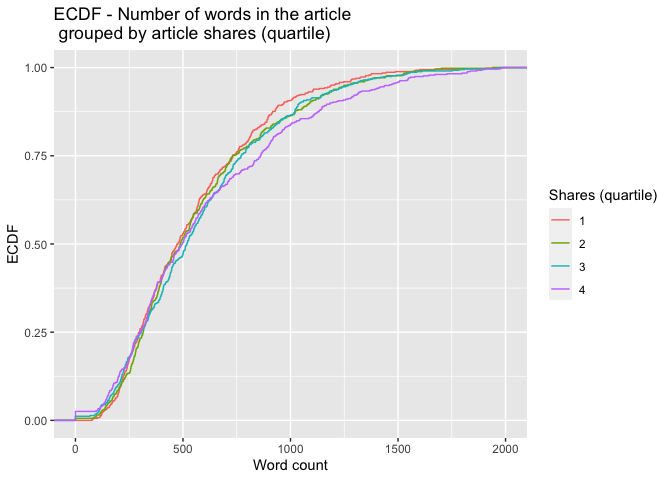 ECDF - Number of words in the article
grouped by article shares (quartile)
1.00
0.75
0.50
0.25
0.00
ECDF
0 500 1000 1500 2000
Word count
Shares (quartile)
1
2
3
4